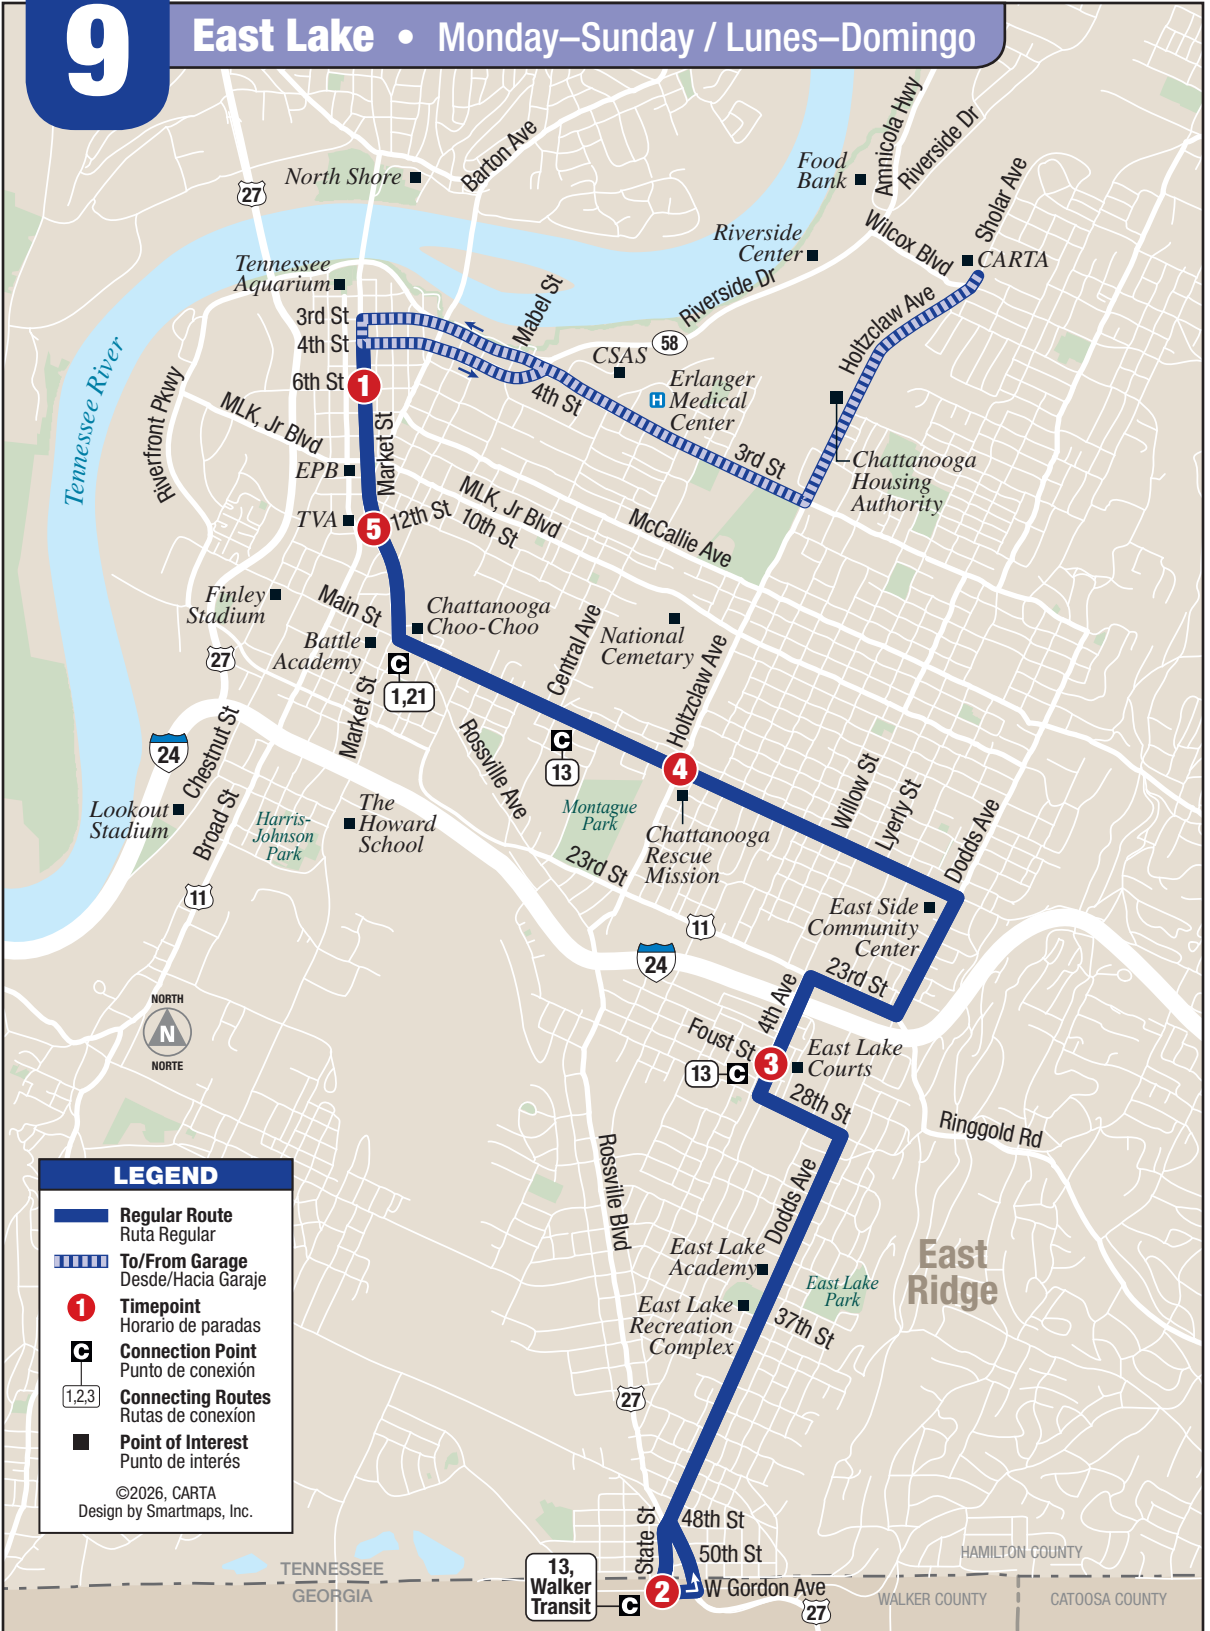 9
East Lake • Monday–Sunday / Lunes–Domingo
North Shore
Barton Ave
27
Food
Bank
Amnicola Hwy
Riverside Dr
Sholar Ave
Wilcox Blvd
CARTA
Riverside
Center
Riverside Dr
Tennessee
Aquarium
Mabel St
3rd St
4th St
6th St
1
58
CSAS
Holtzclaw Ave
H
Erlanger
Medical
Center
4th St
3rd St
Chattanooga
Housing
Authority
Tennessee River
Riverfront Pkwy
MLK, Jr Blvd
Market St
EPB
TVA
5
12th St
10th St
MLK, Jr Blvd
McCallie Ave
Finley
Stadium
Main St
Chattanooga
Choo-Choo
Battle
Academy
C
1,21
27
Central Ave
National
Cemetary
Holtzclaw Ave
Market St
Rossville Ave
C
13
4
24
Chestnut St
Broad St
Lookout
Stadium
Harris-
Johnson
Park
The
Howard
School
Montague
Park
23rd St
Chattanooga
Rescue
Mission
Willow St
Lyerly St
Dodds Ave
11
11
24
East Side
Community
Center
23rd St
4th Ave
Foust St
13
C
3
East Lake
Courts
28th St
Ringgold Rd
NORTH
N
NORTE
Rossville Blvd
Dodds Ave
East Lake
Academy
East Lake
Park
East
Ridge
East Lake
Recreation
Complex
37th St
27
State St
48th St
50th St
W Gordon Ave
2
13,
Walker
Transit
C
27
TENNESSEE
GEORGIA
HAMILTON COUNTY
WALKER COUNTY
CATOOSA COUNTY
LEGEND
Regular Route
Ruta Regular
To/From Garage
Desde/Hacia Garaje
1
Timepoint
Horario de paradas
C
Connection Point
Punto de conexión
1,2,3
Connecting Routes
Rutas de conexíon
Point of Interest
Punto de interés
©2026, CARTA
Design by Smartmaps, Inc.